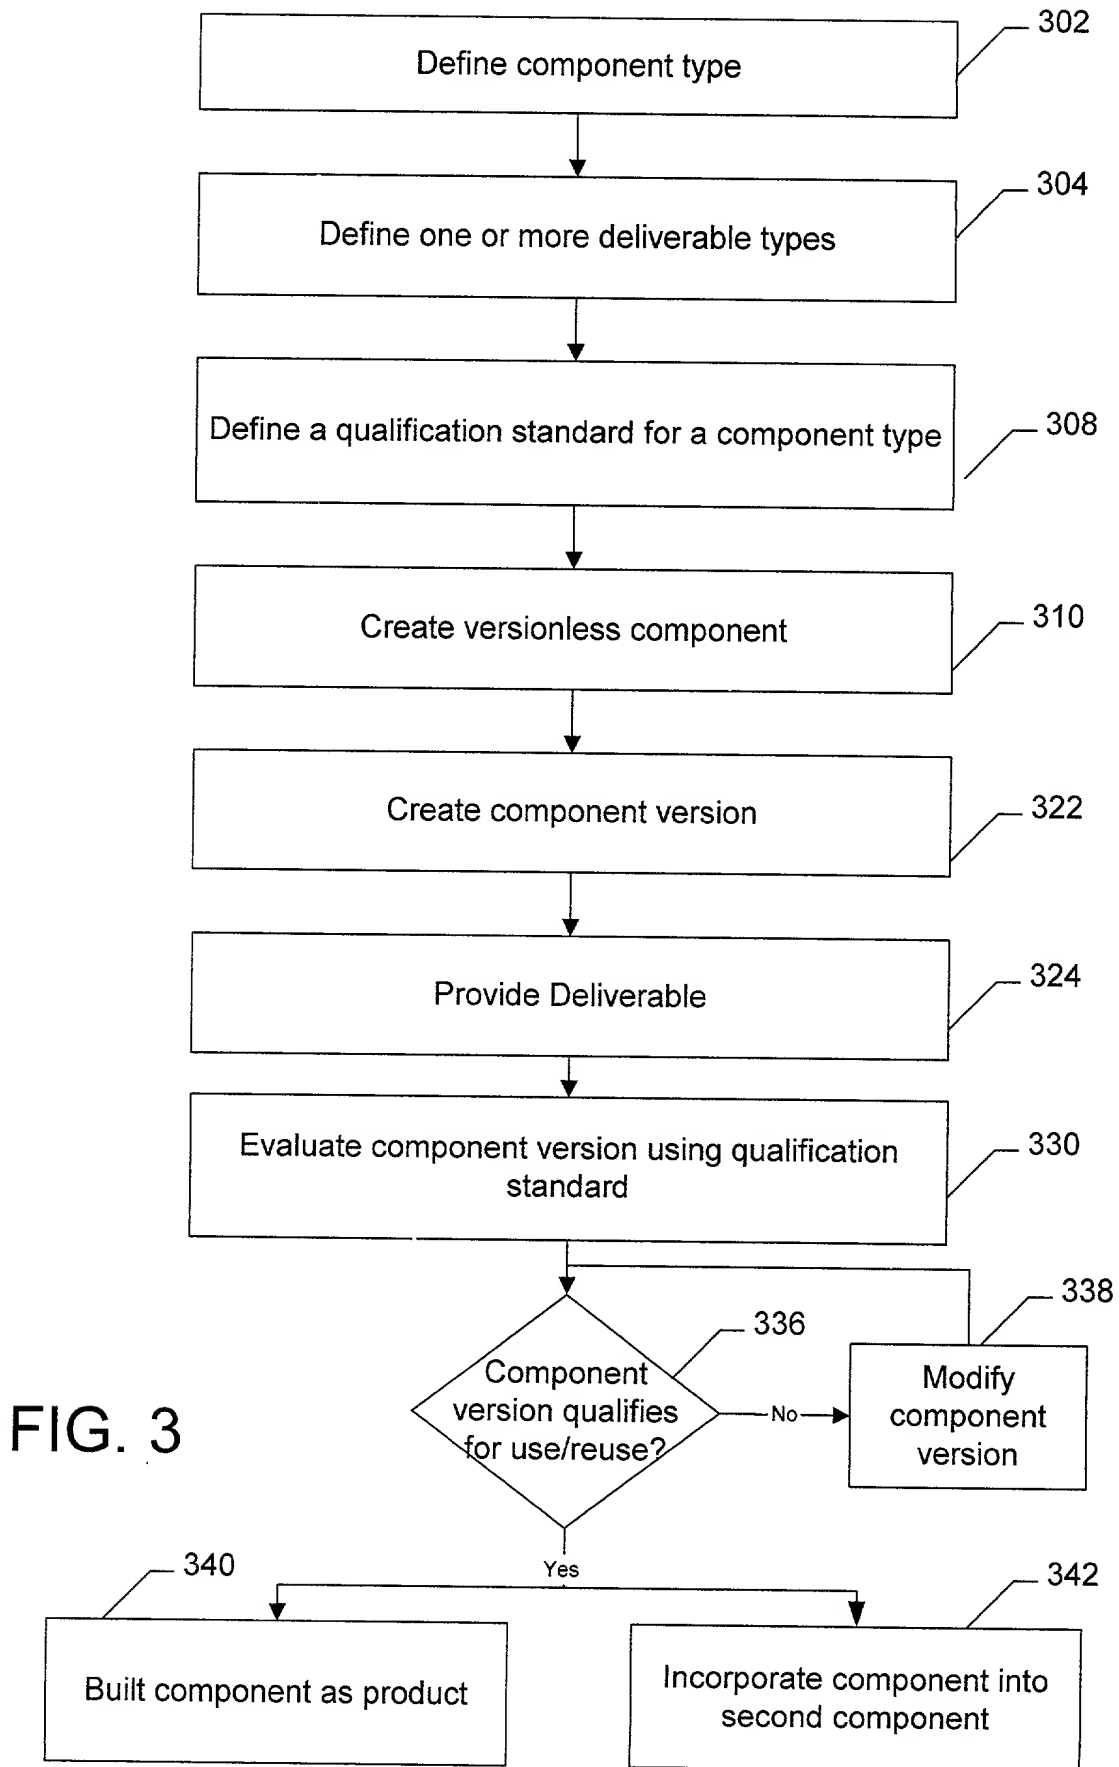 302
Define component type
304
Define one or more deliverable types
308
Define a qualification standard for a component type
310
Create versionless component
322
Create component version
324
Provide Deliverable
330
Evaluate component version using qualification
standard
338
336
Component
version qualifies
for use/reuse?
No
Modify
component
version
FIG. 3
Yes
340
342
Built component as product
Incorporate component into
second component